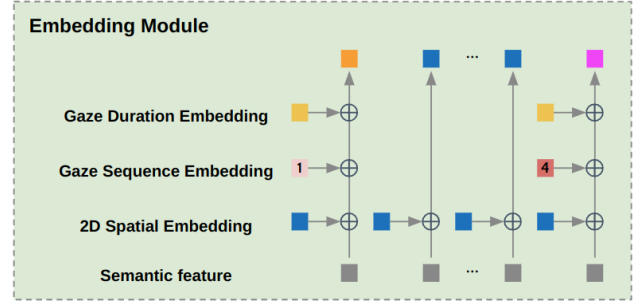 Embedding Module
...
Gaze Duration Embedding
Gaze Sequence Embedding 1 4
2D Spatial Embedding
Semantic feature ...